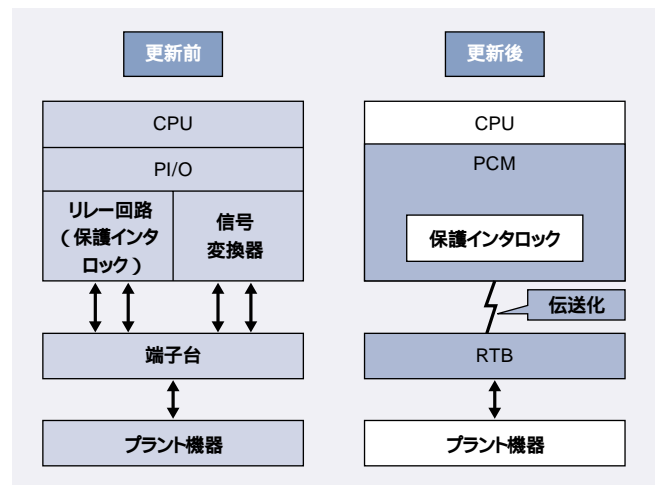 更新前
CPU
PI/O
リレー回路
(保護インタ
ロック)
信号
変換器
端子台
プラント機器
更新後
CPU
PCM
保護インタロック
伝送化
RTB
プラント機器